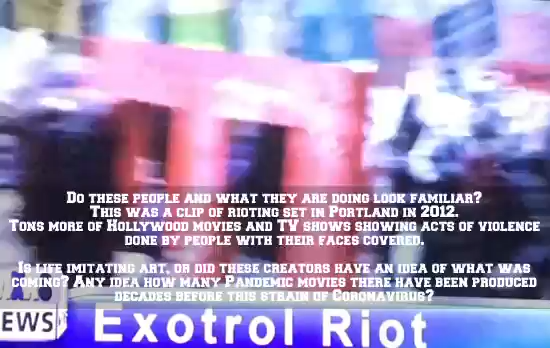 Do these people and what they are doing look familiar?
This was a clip of rioting set in Portland in 2012.
Tons more of Hollywood movies and TV shows showing acts of violence
done by people with their faces covered.
Is life imitating art, or did these creators have an idea of what was
coming? Any idea how many Pandemic movies there have been produced
decades before this strain of Coronavirus?
EWS
Exotrol Riot